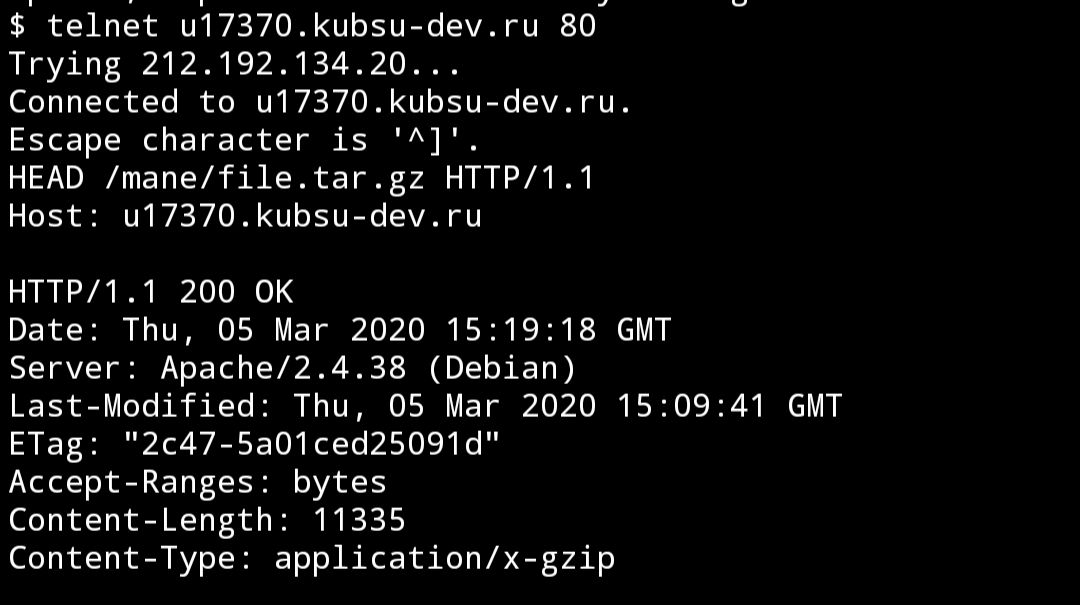 $ telnet u17370.kubsu-dev.ru 80
Trying 212.192.134.20...
Connected to u17370.kubsu-dev.ru.
Escape character is '^]'.
HEAD /mane/file.tar.gz HTTP/1.1
Host: u17370.kubsu-dev.ru

HTTP/1.1 200 OK
Date: Thu, 05 Mar 2020 15:19:18 GMT
Server: Apache/2.4.38 (Debian)
Last-Modified: Thu, 05 Mar 2020 15:09:41 GMT
ETag: "2c47-5a01ced25091d"
Accept-Ranges: bytes
Content-Length: 11335
Content-Type: application/x-gzip